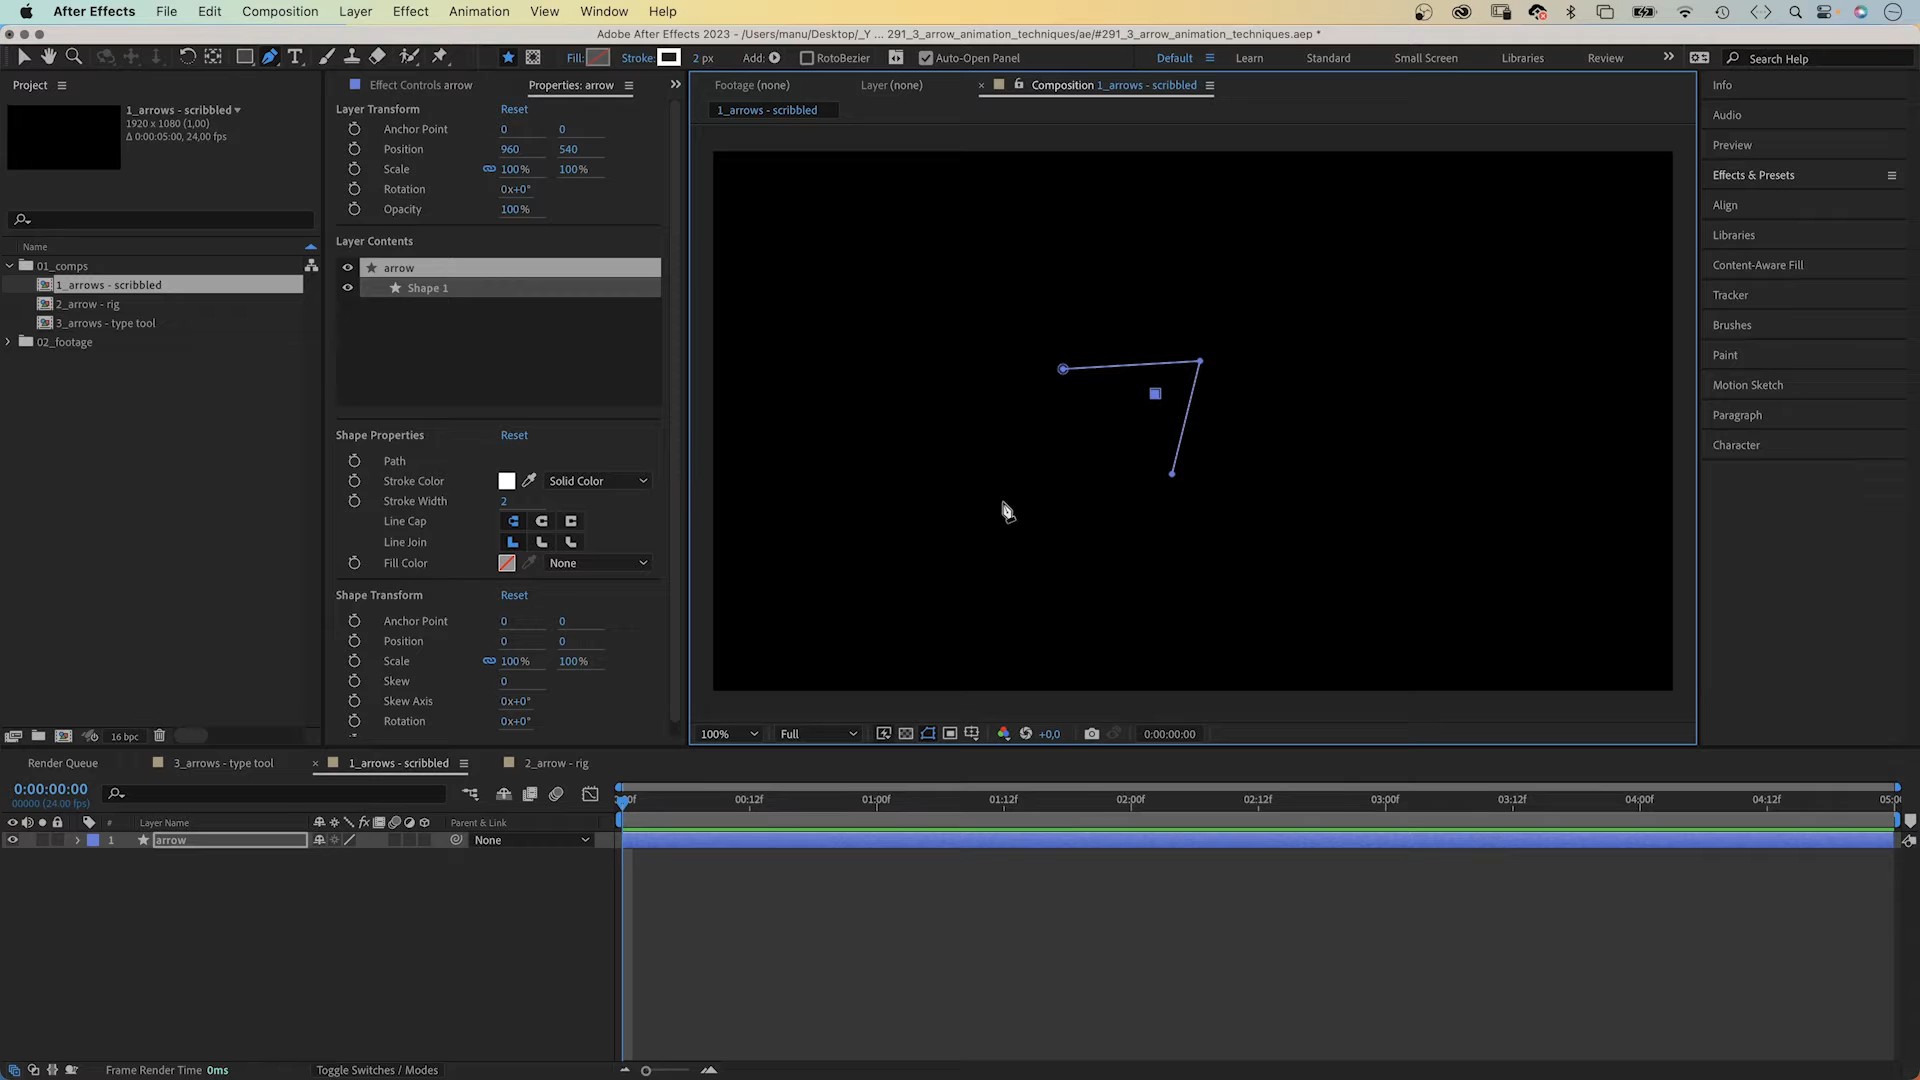 After Effects File Edit Composition Layer Effect Animation View Window Help
Adobe After Effects 2023 - /Users/manu/Desktop/_Y ... 291_3_arrow_animation_techniques/ae/#291_3_arrow_animation_techniques.aep *
Fill: Stroke: 2 px Add: RotoBezier Auto-Open Panel Default Learn Standard Small Screen Libraries Review Search Help
Project
1_arrows - scribbled
1920 x 1080 (1,00)
Δ 0:00:05:00, 24,00 fps
Name
01_comps
1_arrows - scribbled
2_arrow - rig
3_arrows - type tool
02_footage
16 bpc
Effect Controls arrow Properties: arrow
Layer Transform Reset
Anchor Point 0 0
Position 960 540
Scale 100% 100%
Rotation 0x+0°
Opacity 100%
Layer Contents
arrow
Shape 1
Shape Properties Reset
Path
Stroke Color Solid Color
Stroke Width 2
Line Cap
Line Join
Fill Color None
Shape Transform Reset
Anchor Point 0 0
Position 0 0
Scale 100% 100%
Skew 0
Skew Axis 0x+0°
Rotation 0x+0°
Footage (none) Layer (none) Composition 1_arrows - scribbled
1_arrows - scribbled
100% Full +0,0 0:00:00:00
Info
Audio
Preview
Effects & Presets
Align
Libraries
Content-Aware Fill
Tracker
Brushes
Paint
Motion Sketch
Paragraph
Character
Render Queue 3_arrows - type tool 1_arrows - scribbled 2_arrow - rig
0:00:00:00
00000 (24.00 fps)
00f 00:12f 01:00f 01:12f 02:00f 02:12f 03:00f 03:12f 04:00f 04:12f 05:0
# Layer Name Parent & Link
1 arrow None
Frame Render Time 0ms Toggle Switches / Modes